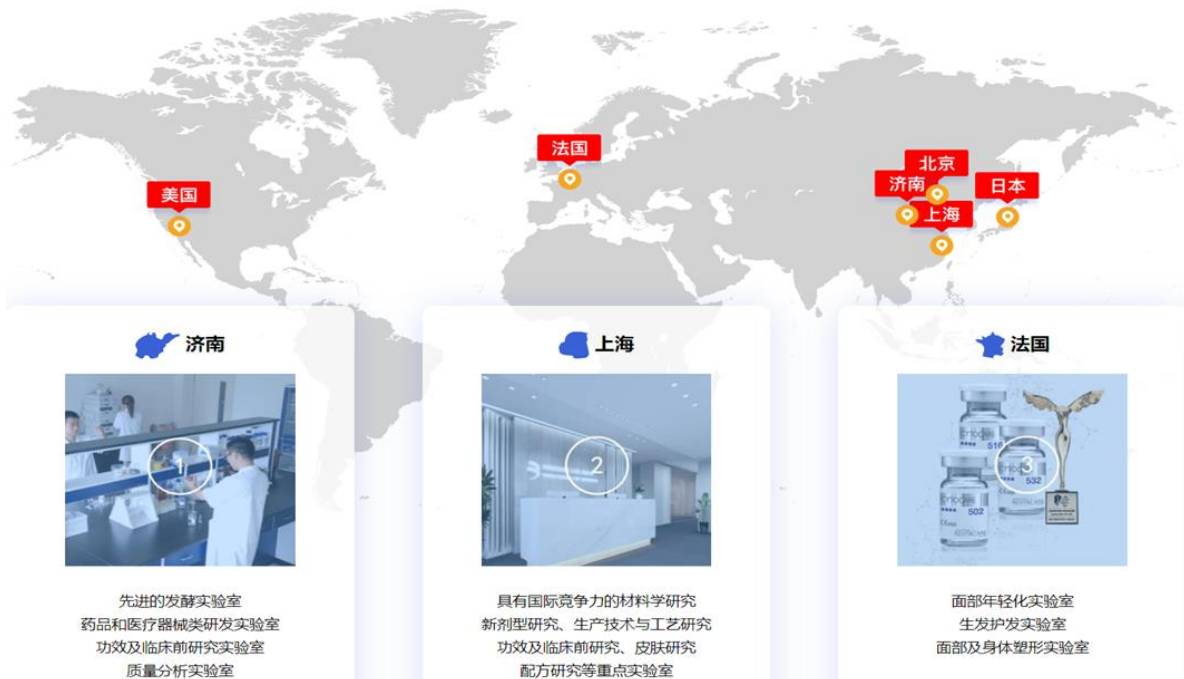 美国
法国
北京
济南
日本
上海
济南
上海
法国
1
2
3
516
532
502
先进的发酵实验室
药品和医疗器械类研发实验室
功效及临床前研究实验室
质量分析实验室
具有国际竞争力的材料学研究
新剂型研究、生产技术与工艺研究
功效及临床前研究、皮肤研究
配方研究等重点实验室
面部年轻化实验室
生发护发实验室
面部及身体塑形实验室